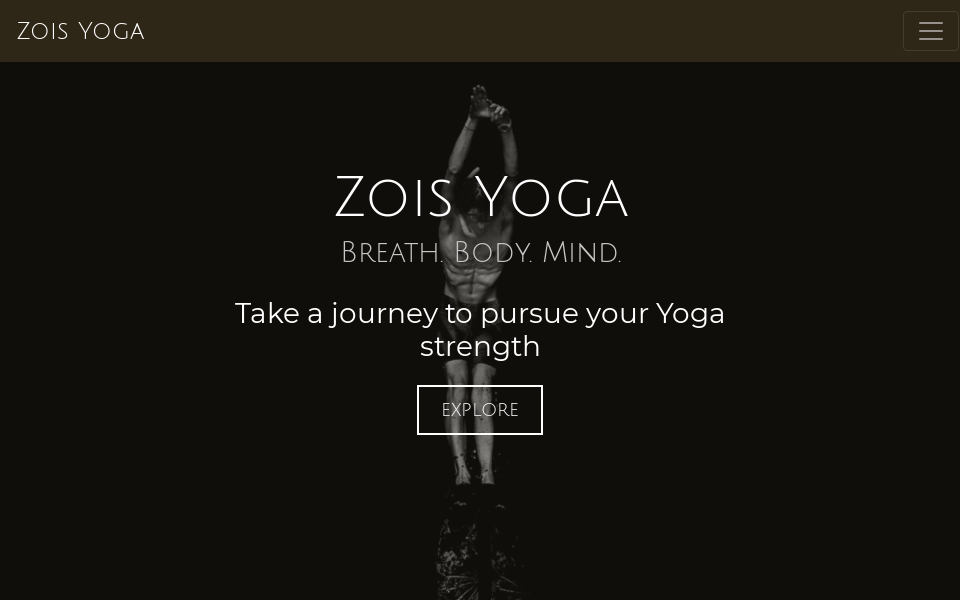 Zois Yoga
Zois Yoga
Breath. Body. Mind.
Take a journey to pursue your Yoga
strength
EXPLORE